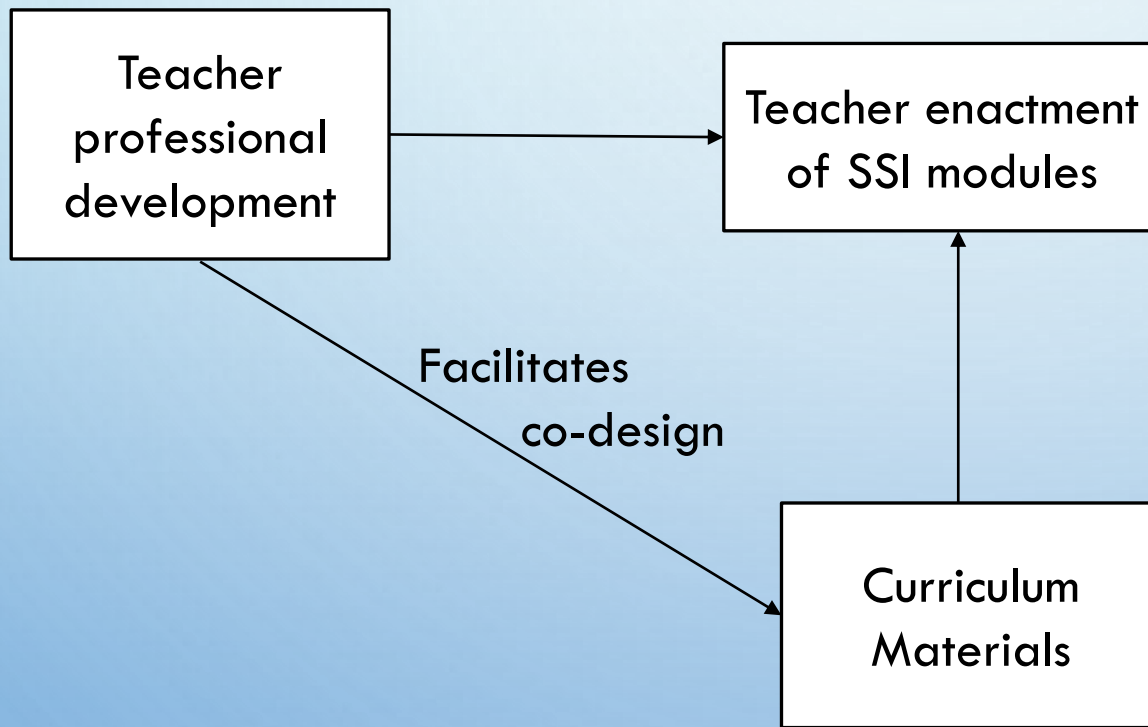 Teacher
professional
development
Teacher enactment
of SSI modules
Facilitates
co-design
Curriculum
Materials